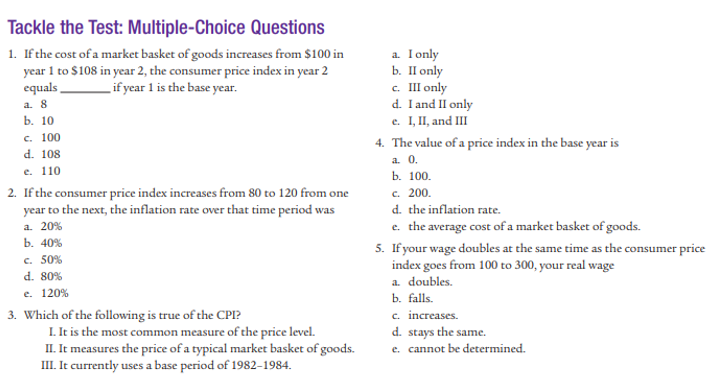 Tackle the Test: Multiple-Choice Questions
1. If the cost of a market basket of goods increases from $100 in
year 1 to $108 in year 2, the consumer price index in year 2
equals ________ if year 1 is the base year.
a. 8
b. 10
c. 100
d. 108
e. 110
2. If the consumer price index increases from 80 to 120 from one
year to the next, the inflation rate over that time period was
a. 20%
b. 40%
c. 50%
d. 80%
e. 120%
3. Which of the following is true of the CPI?
I. It is the most common measure of the price level.
II. It measures the price of a typical market basket of goods.
III. It currently uses a base period of 1982–1984.
a. I only
b. II only
c. III only
d. I and II only
e. I, II, and III
4. The value of a price index in the base year is
a. 0.
b. 100.
c. 200.
d. the inflation rate.
e. the average cost of a market basket of goods.
5. If your wage doubles at the same time as the consumer price
index goes from 100 to 300, your real wage
a. doubles.
b. falls.
c. increases.
d. stays the same.
e. cannot be determined.